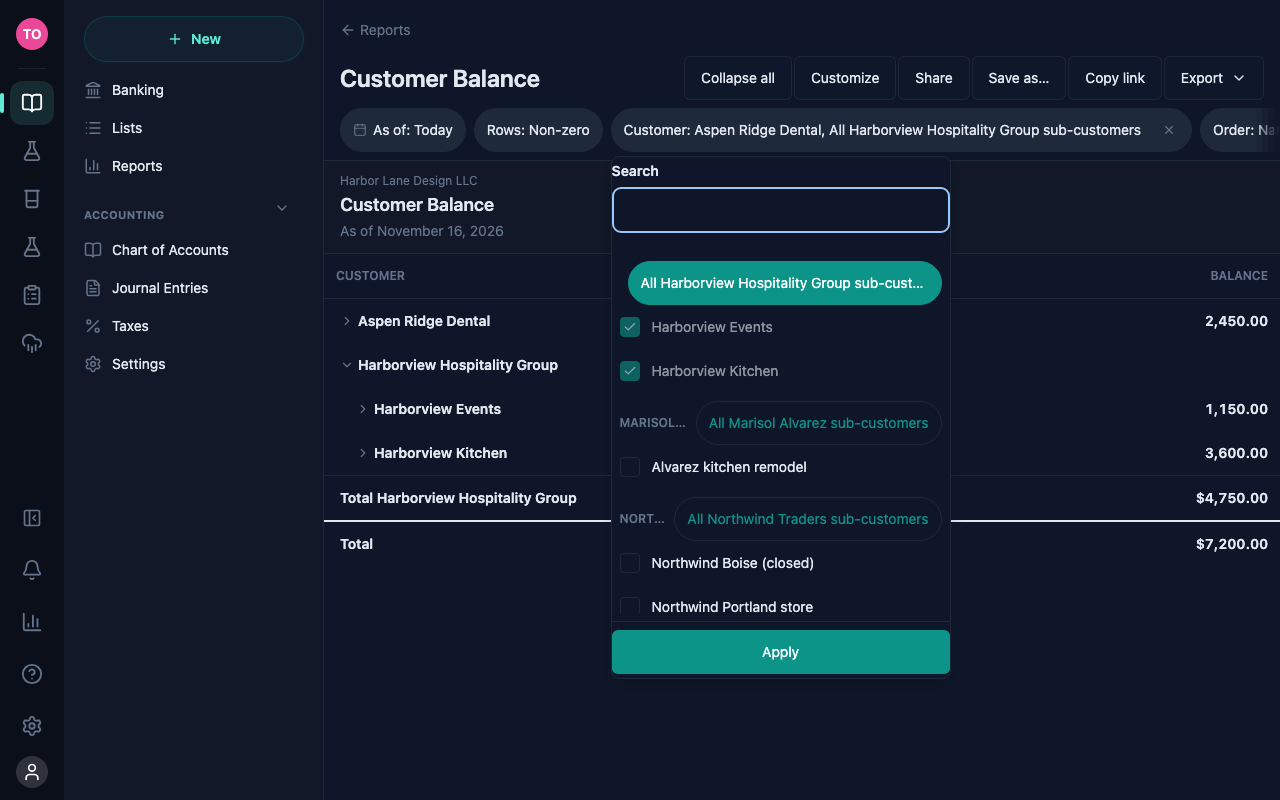 TO
New
Banking
Lists
Reports
ACCOUNTING
Chart of Accounts
Journal Entries
Taxes
Settings
Reports
Customer Balance
Collapse all
Customize
Share
Save as...
Copy link
Export
As of: Today
Rows: Non-zero
Customer: Aspen Ridge Dental, All Harborview Hospitality Group sub-customers
Order: Na
Harbor Lane Design LLC
Customer Balance
As of November 16, 2026
CUSTOMER
BALANCE
Aspen Ridge Dental
2,450.00
Harborview Hospitality Group
Harborview Events
1,150.00
Harborview Kitchen
3,600.00
Total Harborview Hospitality Group
$4,750.00
Total
$7,200.00
Search
All Harborview Hospitality Group sub-cust...
Harborview Events
Harborview Kitchen
MARISOL...
All Marisol Alvarez sub-customers
Alvarez kitchen remodel
NORT...
All Northwind Traders sub-customers
Northwind Boise (closed)
Northwind Portland store
Apply